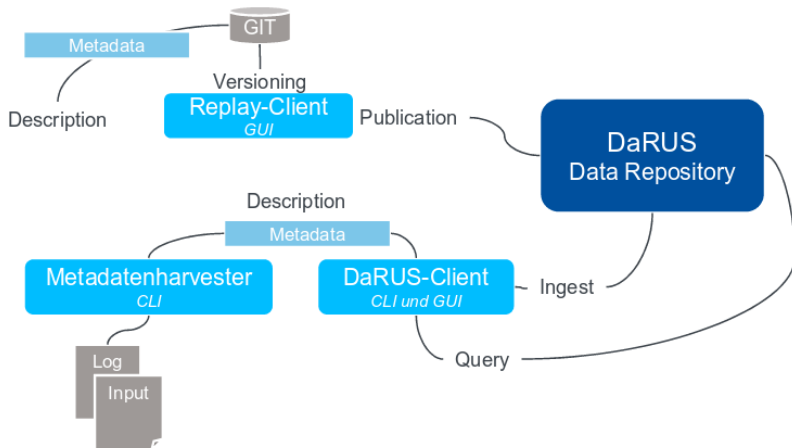 GIT
Metadata
Versioning
Description
Replay-Client
GUI
Publication
DaRUS
Data Repository
Description
Metadata
Metadatenharvester
CLI
DaRUS-Client
CLI und GUI
Ingest
Query
Log
Input